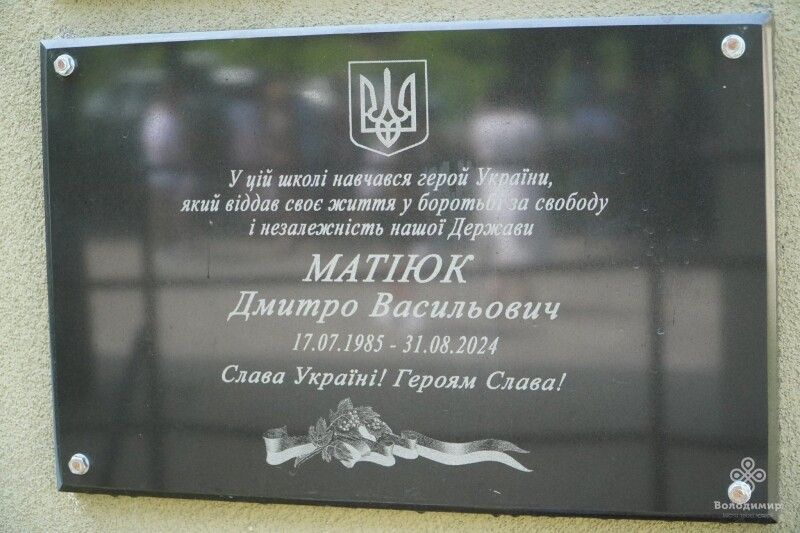 У цій школі навчався герой України,
який віддав своє життя у боротьбі за свободу
і незалежність нашої Держави
МАТІЮК
Дмитро Васильович
17.07.1985 - 31.08.2024
Слава Україні! Героям Слава!
Володимир